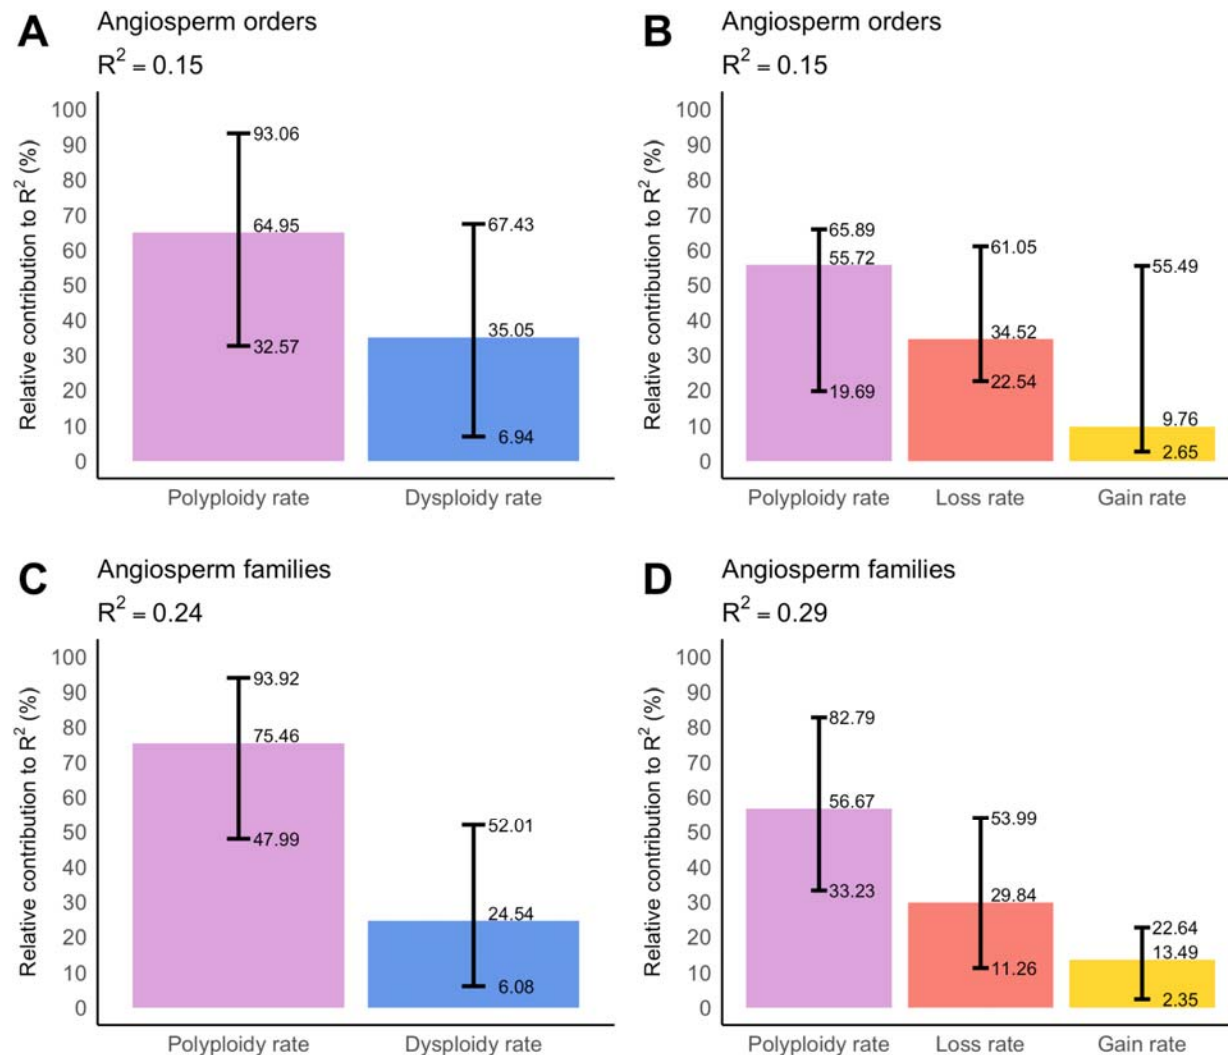 A
Angiosperm orders
R² = 0.15
Relative contribution to R² (%)
100
90
80
70
60
50
40
30
20
10
0
93.06
64.95
32.57
67.43
35.05
6.94
Polyploidy rate
Dysploidy rate
B
Angiosperm orders
R² = 0.15
Relative contribution to R² (%)
100
90
80
70
60
50
40
30
20
10
0
65.89
55.72
19.69
61.05
34.52
22.54
55.49
9.76
2.65
Polyploidy rate
Loss rate
Gain rate
C
Angiosperm families
R² = 0.24
Relative contribution to R² (%)
100
90
80
70
60
50
40
30
20
10
0
93.92
75.46
47.99
52.01
24.54
6.08
Polyploidy rate
Dysploidy rate
D
Angiosperm families
R² = 0.29
Relative contribution to R² (%)
100
90
80
70
60
50
40
30
20
10
0
82.79
56.67
33.23
53.99
29.84
11.26
22.64
13.49
2.35
Polyploidy rate
Loss rate
Gain rate